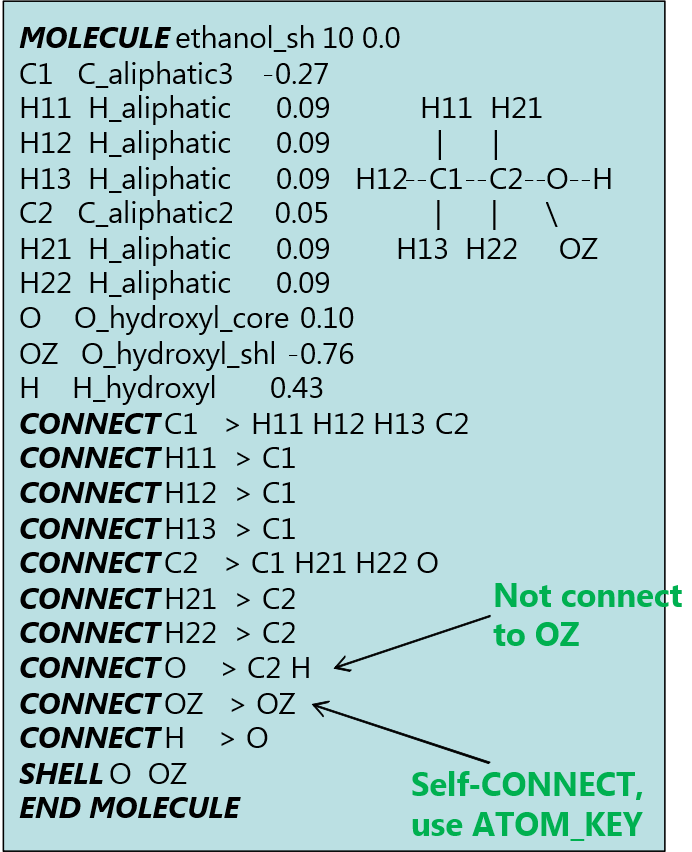 MOLECULE ethanol_sh 10 0.0
C1 C_aliphatic3 -0.27
H11 H_aliphatic 0.09 H11 H21
H12 H_aliphatic 0.09 | |
H13 H_aliphatic 0.09 H12--C1--C2--O--H
C2 C_aliphatic2 0.05 | | \
H21 H_aliphatic 0.09 H13 H22 OZ
H22 H_aliphatic 0.09
O O_hydroxyl_core 0.10
OZ O_hydroxyl_shl -0.76
H H_hydroxyl 0.43
CONNECT C1 > H11 H12 H13 C2
CONNECT H11 > C1
CONNECT H12 > C1
CONNECT H13 > C1
CONNECT C2 > C1 H21 H22 O
CONNECT H21 > C2
CONNECT H22 > C2
CONNECT O > C2 H
CONNECT OZ > OZ
CONNECT H > O
SHELL O OZ
END MOLECULE
Not connect
to OZ
Self-CONNECT,
use ATOM_KEY